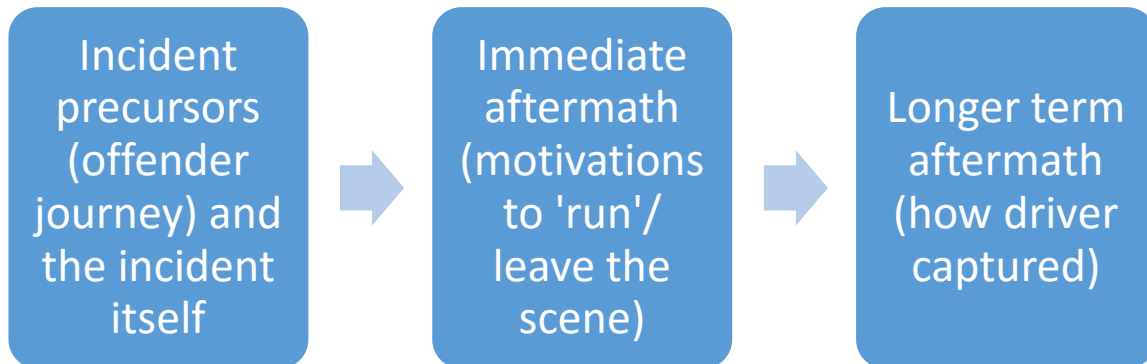 Incident
precursors
(offender
journey) and
the incident
itself
Immediate
aftermath
(motivations
to 'run'/
leave the
scene)
Longer term
aftermath
(how driver
captured)